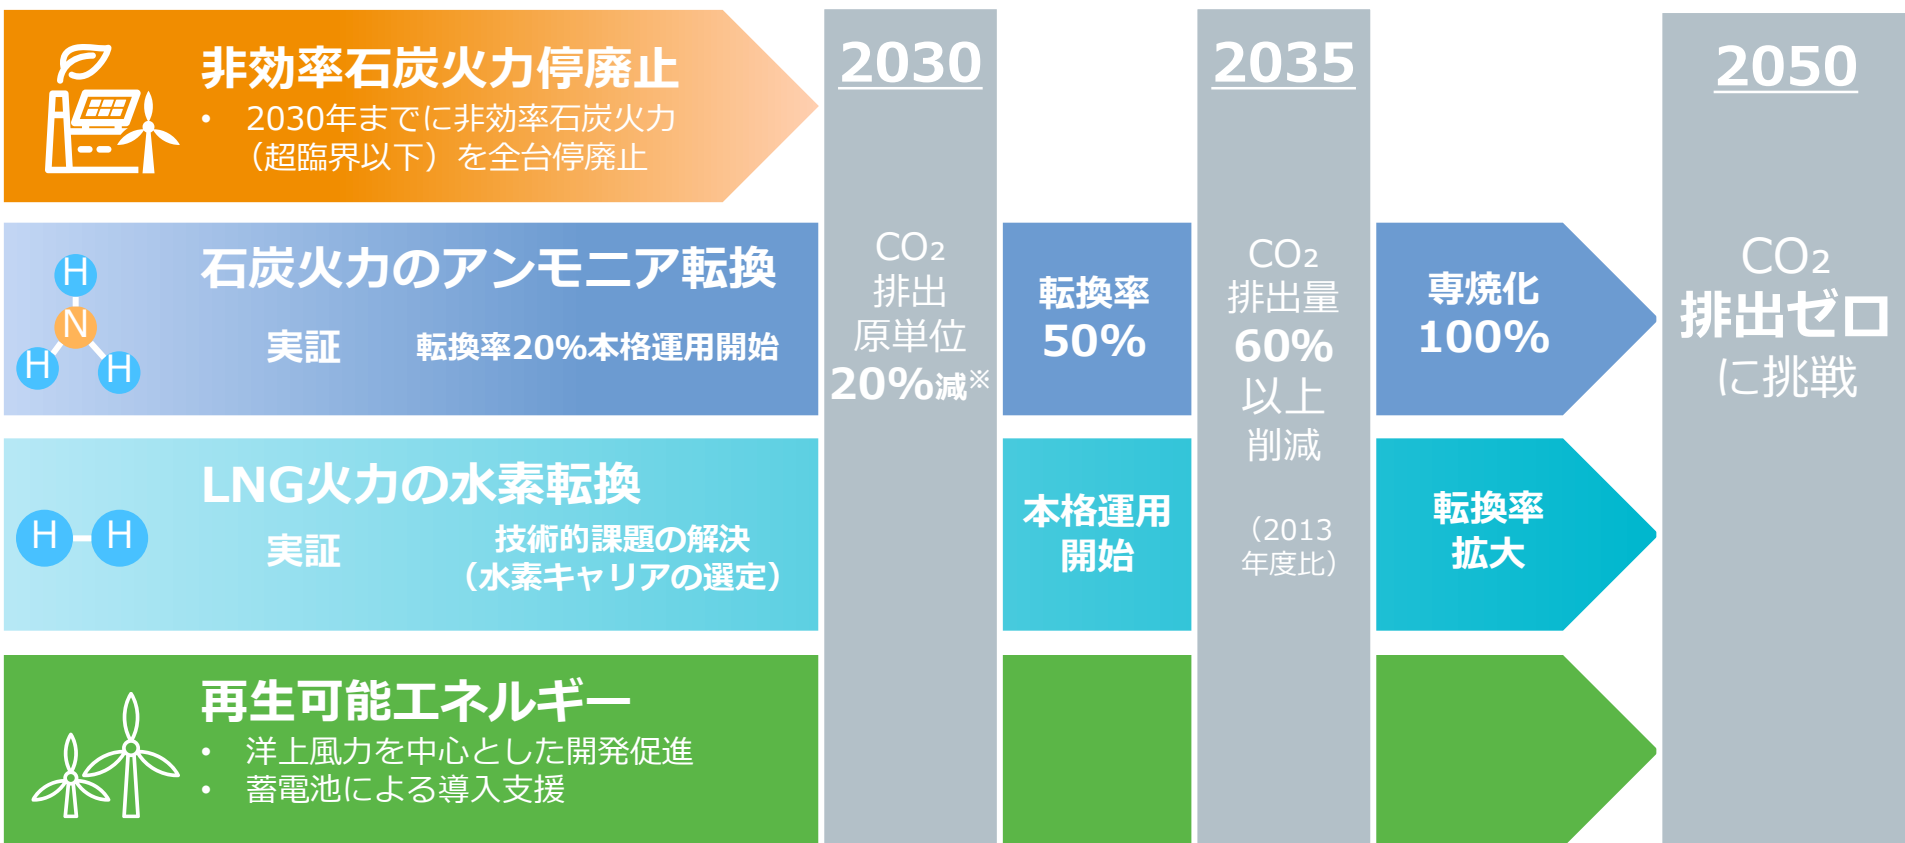 非効率石炭火力停廃止
• 2030年までに非効率石炭火力
（超臨界以下）を全台停廃止
石炭火力のアンモニア転換
H
N
H
H
実証
転換率20%本格運用開始
LNG火力の水素転換
H
H
実証
技術的課題の解決
（水素キャリアの選定）
再生可能エネルギー
• 洋上風力を中心とした開発促進
• 蓄電池による導入支援
2030
CO₂
排出
原単位
20%減※
転換率
50%
本格運用
開始
2035
CO₂
排出量
60%
以上
削減
（2013
年度比）
専焼化
100%
転換率
拡大
2050
CO₂
排出ゼロ
に挑戦